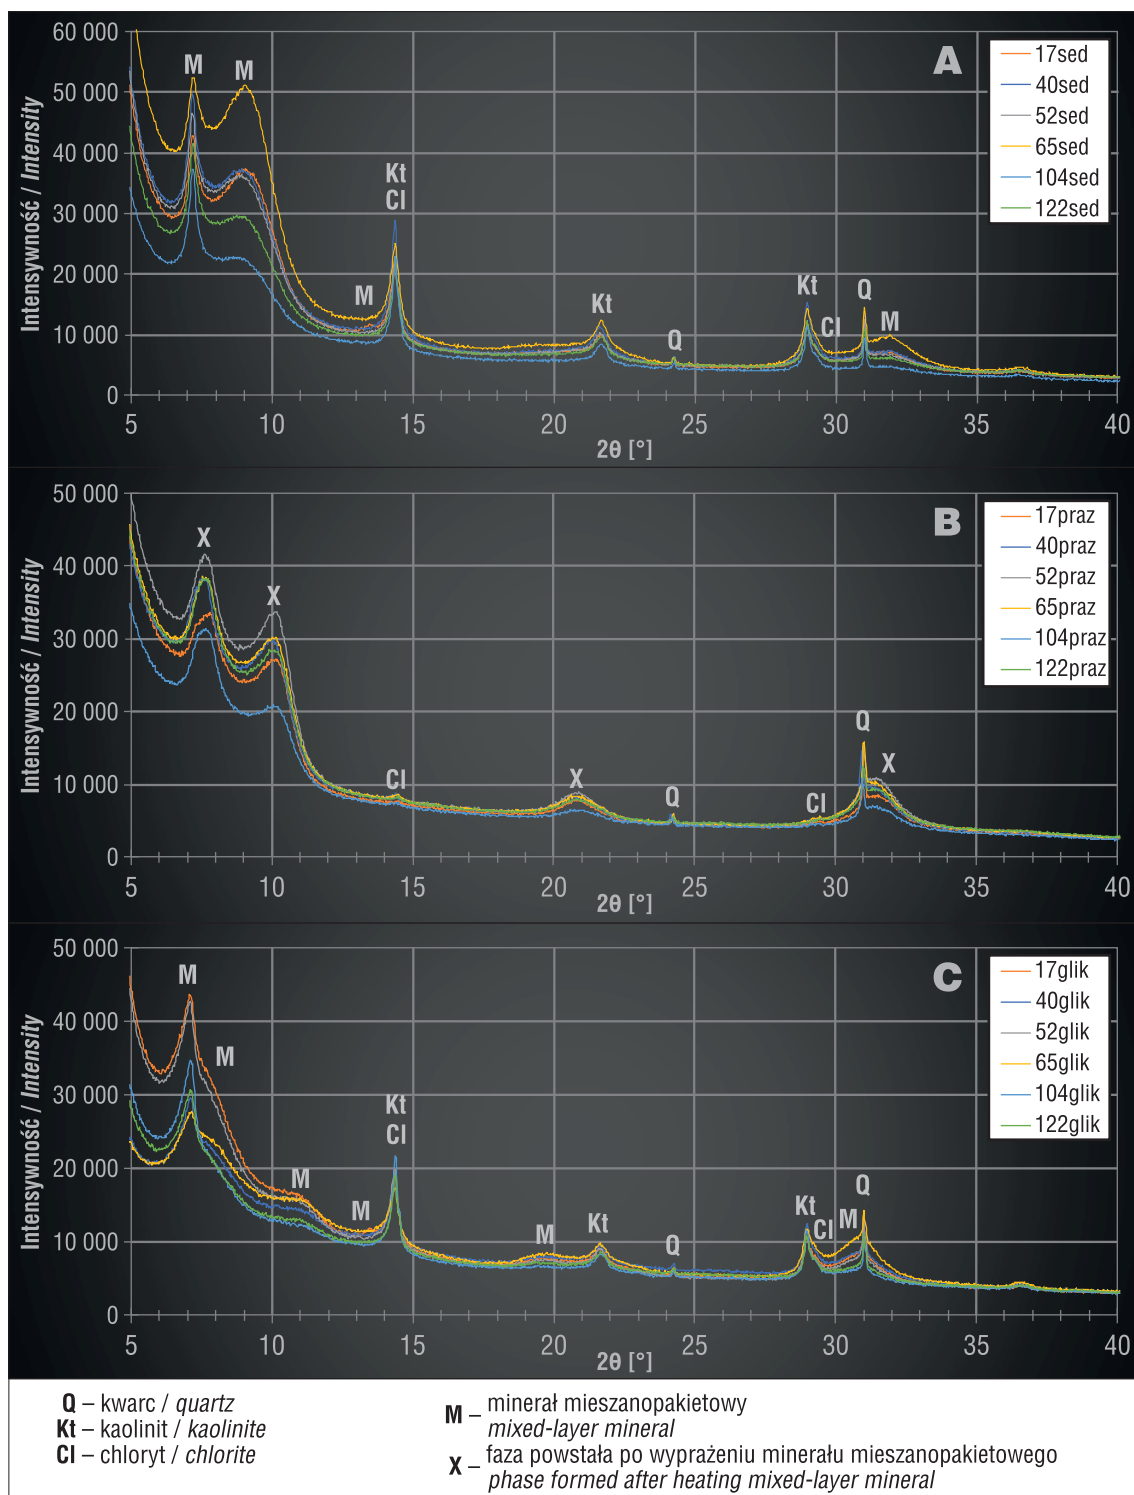 A
60 000
50 000
40 000
30 000
20 000
10 000
0
Intensywność / Intensity
M
M
M
Kt
Cl
Kt
Q
Kt
Cl
Q
M
17sed
40sed
52sed
65sed
104sed
122sed
5 10 15 20 25 30 35 40
2θ [°]
B
50 000
40 000
30 000
20 000
10 000
0
Intensywność / Intensity
X
X
Cl
X
Q
Cl
Q
X
17praz
40praz
52praz
65praz
104praz
122praz
5 10 15 20 25 30 35 40
2θ [°]
C
50 000
40 000
30 000
20 000
10 000
0
Intensywność / Intensity
M
M
M
M
Kt
Cl
M
Kt
Q
Kt
Cl
M
Q
17glik
40glik
52glik
65glik
104glik
122glik
5 10 15 20 25 30 35 40
2θ [°]
Q – kwarc / quartz
Kt – kaolinit / kaolinite
Cl – chloryt / chlorite
M – minerał mieszanopakietowy
mixed-layer mineral
X – faza powstała po wyprażeniu minerału mieszanopakietowego
phase formed after heating mixed-layer mineral